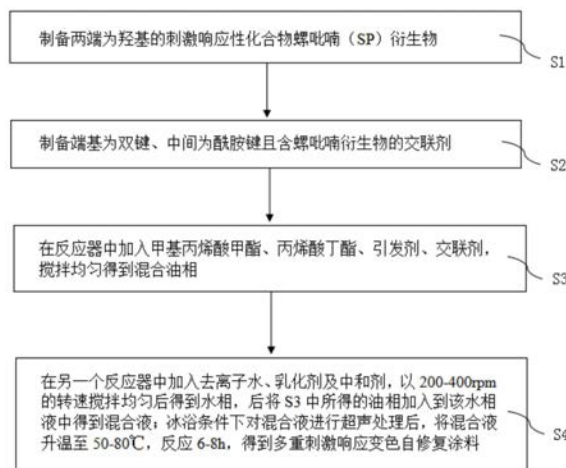 制备两端为羟基的刺激响应性化合物螺吡喃（SP）衍生物
S1
制备端基为双键、中间为酰胺键且含螺吡喃衍生物的交联剂
S2
在反应器中加入甲基丙烯酸甲酯、丙烯酸丁酯、引发剂、交联剂，
搅拌均匀得到混合油相
S3
在另一个反应器中加入去离子水、乳化剂及中和剂，以 200-400rpm
的转速搅拌均匀后得到水相，后将 S3 中所得的油相加入到该水相
液中得到混合液；冰浴条件下对混合液进行超声处理后，将混合液
升温至 50-80℃，反应 6-8h，得到多重刺激响应变色自修复涂料
S4